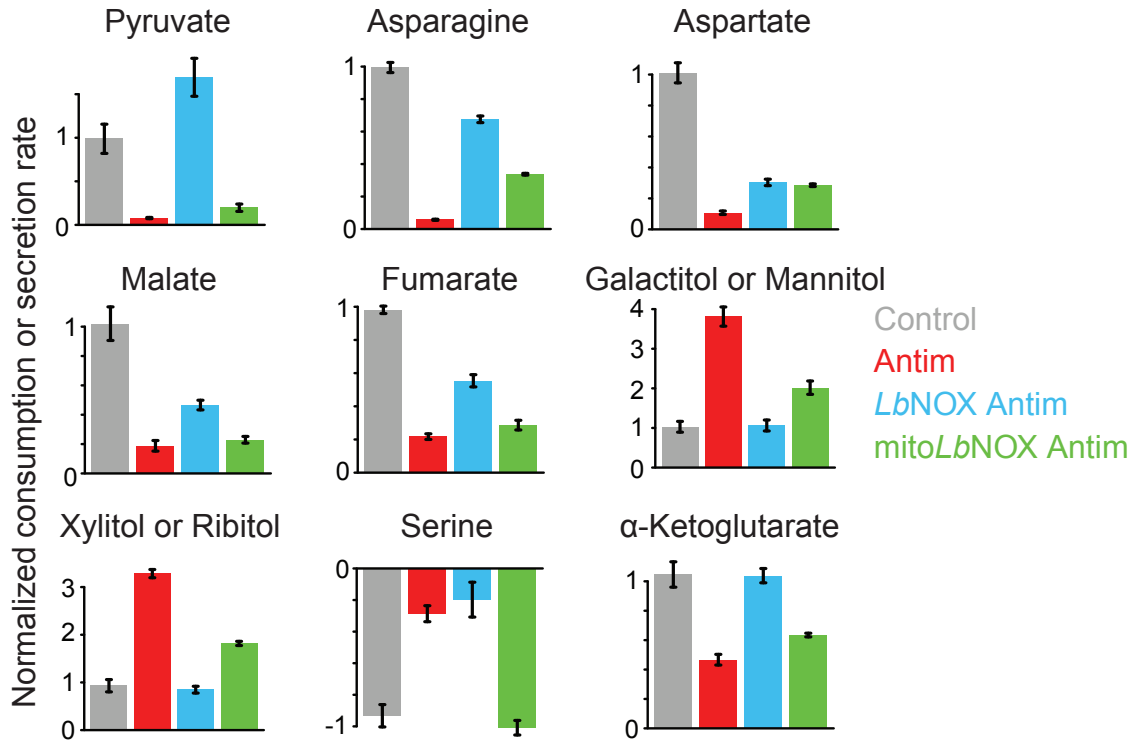 Normalized consumption or secretion rate
Pyruvate
1
0
Asparagine
1
0
Aspartate
1
0
Malate
1
0
Fumarate
1
0
Galactitol or Mannitol
4
3
2
1
0
Control
Antim
LbNOX Antim
mitoLbNOX Antim
Xylitol or Ribitol
3
2
1
0
Serine
0
-1
α-Ketoglutarate
1
0